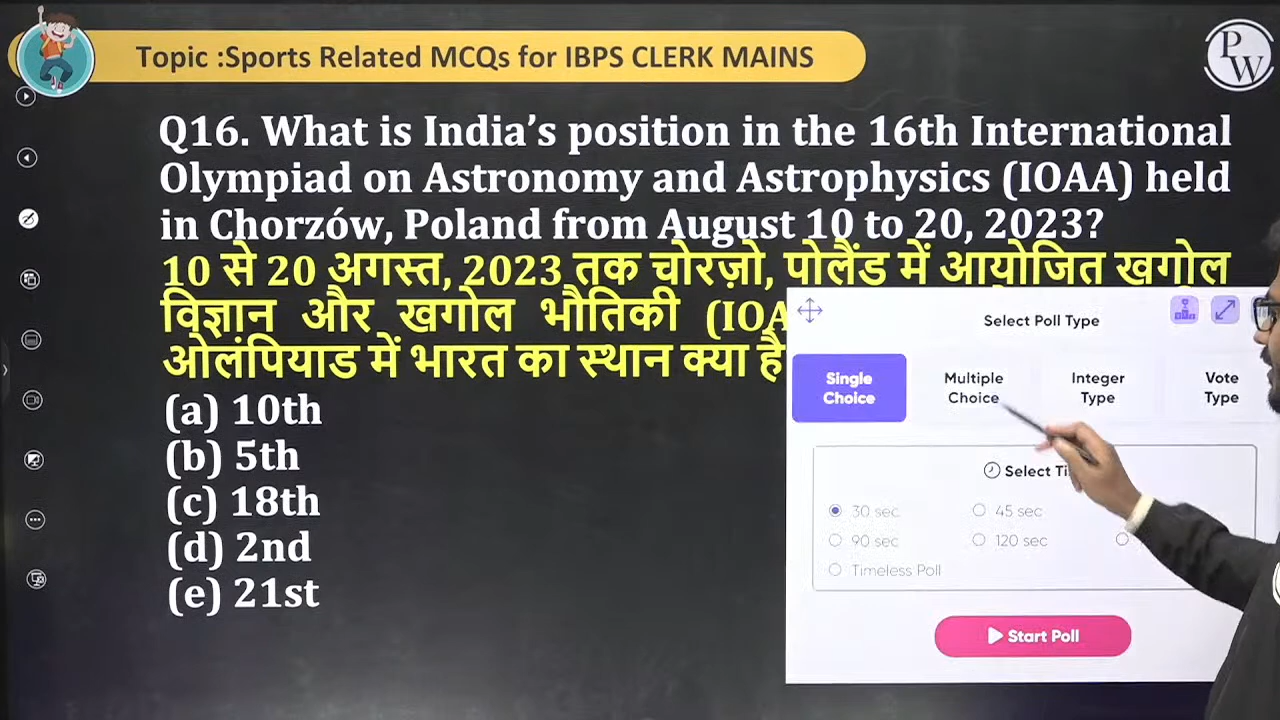 Topic :Sports Related MCQs for IBPS CLERK MAINS
PW
Q16. What is India's position in the 16th International
Olympiad on Astronomy and Astrophysics (IOAA) held
in Chorzów, Poland from August 10 to 20, 2023?
10 से 20 अगस्त, 2023 तक चोरज़ो, पोलैंड में आयोजित खगोल
विज्ञान और खगोल भौतिकी
ओलंपियाड में भारत का स्थान क्या है
(a) 10th
(b) 5th
(c) 18th
(d) 2nd
(e) 21st
Select Poll Type
Single
Choice
Multiple
Choice
Integer
Type
Vote
Type
Select
30 sec
45 sec
90 sec
120 sec
Timeless Poll
Start Poll